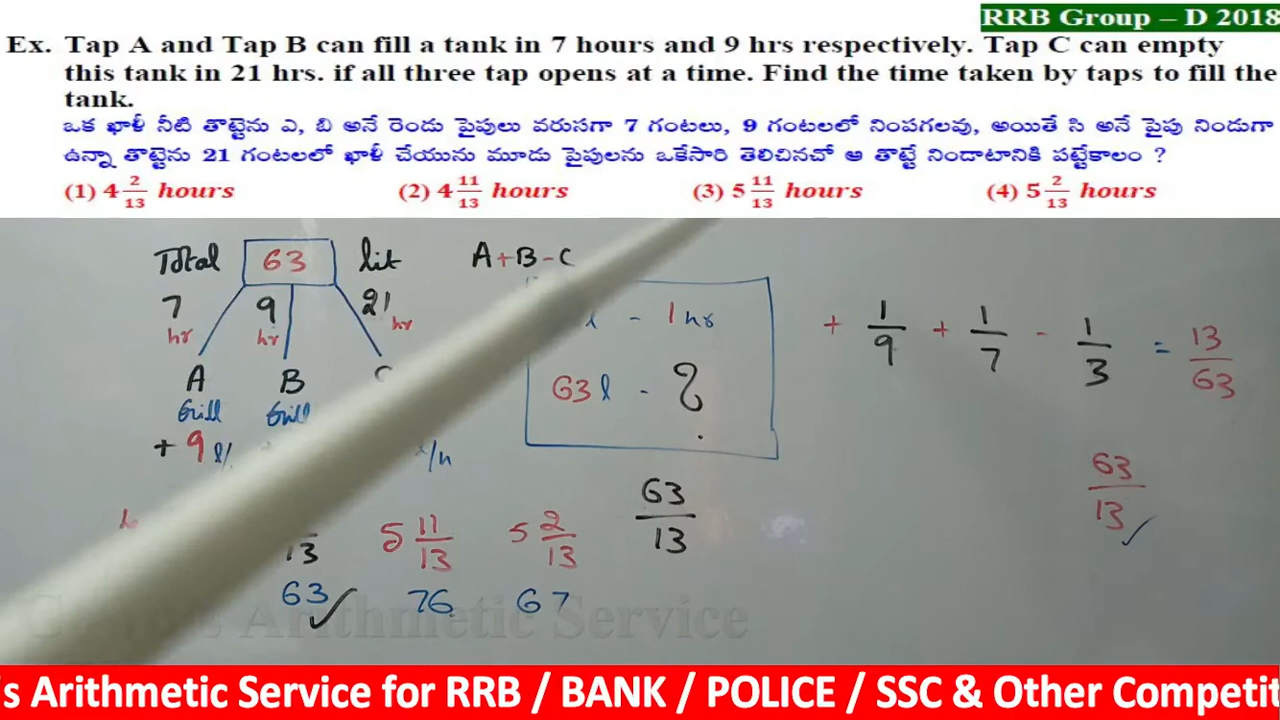 RRB Group – D 2018
Ex. Tap A and Tap B can fill a tank in 7 hours and 9 hrs respectively. Tap C can empty
this tank in 21 hrs. if all three tap opens at a time. Find the time taken by taps to fill the
tank.
ఒక ఖాళీ నీటి తొట్టెను ఎ, బి అనే రెండు పైపులు వరుసగా 7 గంటలు, 9 గంటలలో నింపగలవు, అయితే సి అనే పైపు నిండుగా
ఉన్నా తొట్టెను 21 గంటలలో ఖాళీ చేయును మూడు పైపులను ఒకేసారి తెలిచినచో ఆ తొట్టే నిండాటానికి పట్టేకాలం ?
(1) 4 2/13 hours (2) 4 11/13 hours (3) 5 11/13 hours (4) 5 2/13 hours
Total 63 lit A+B-C
7 hr 9 hr 21 hr
l - 1 hr
+ 1/9 + 1/7 - 1/3 = 13/63
A B
63 l - ?
fill fill
+ 9 l/ /h
63/13
63/13
13 5 11/13 5 2/13
63 76 67
Arithmetic Service
's Arithmetic Service for RRB / BANK / POLICE / SSC & Other Competit